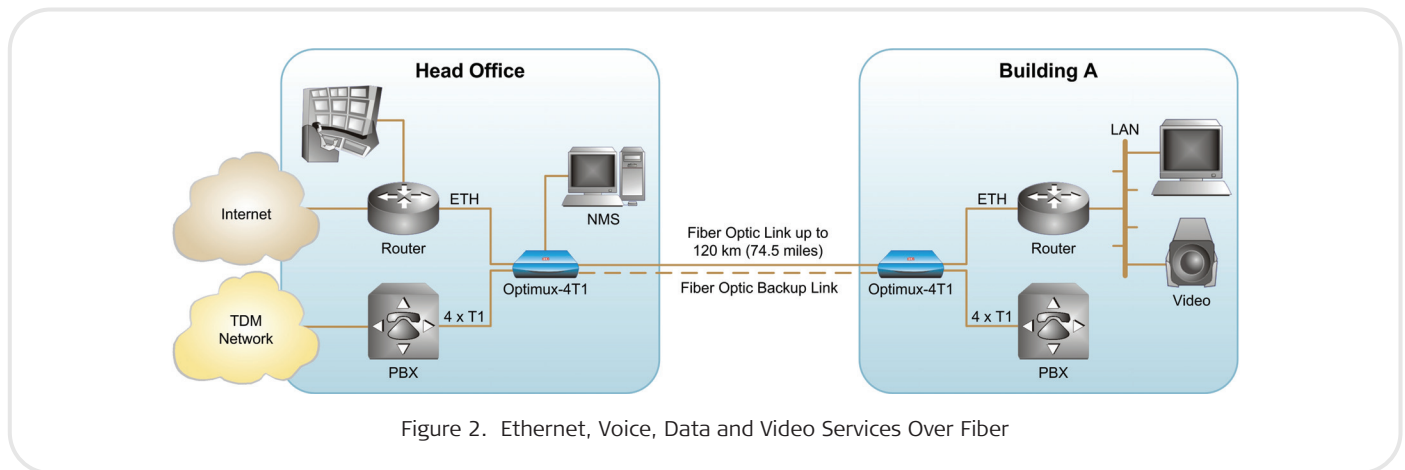 Head Office
Building A
Internet
Router
ETH
NMS
TDM
Network
PBX
4 x T1
Optimux-4T1
Fiber Optic Link up to
120 km (74.5 miles)
Fiber Optic Backup Link
Optimux-4T1
ETH
Router
LAN
Video
4 x T1
PBX
Figure 2. Ethernet, Voice, Data and Video Services Over Fiber